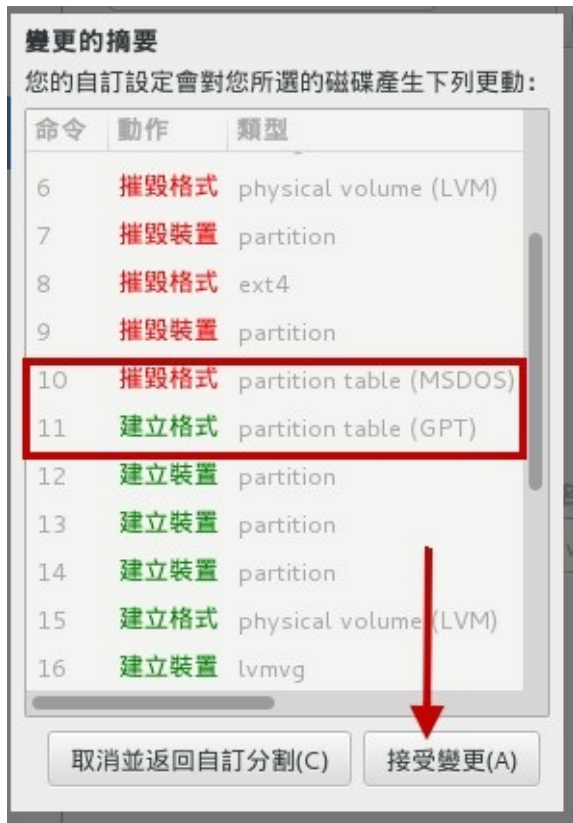 變更的摘要
您的自訂設定會對您所選的磁碟產生下列更動:
命令 動作 類型
6 摧毀格式 physical volume (LVM)
7 摧毀裝置 partition
8 摧毀格式 ext4
9 摧毀裝置 partition
10 摧毀格式 partition table (MSDOS)
11 建立格式 partition table (GPT)
12 建立裝置 partition
13 建立裝置 partition
14 建立裝置 partition
15 建立格式 physical volume (LVM)
16 建立裝置 lvmvg
取消並返回自訂分割(C) 接受變更(A)